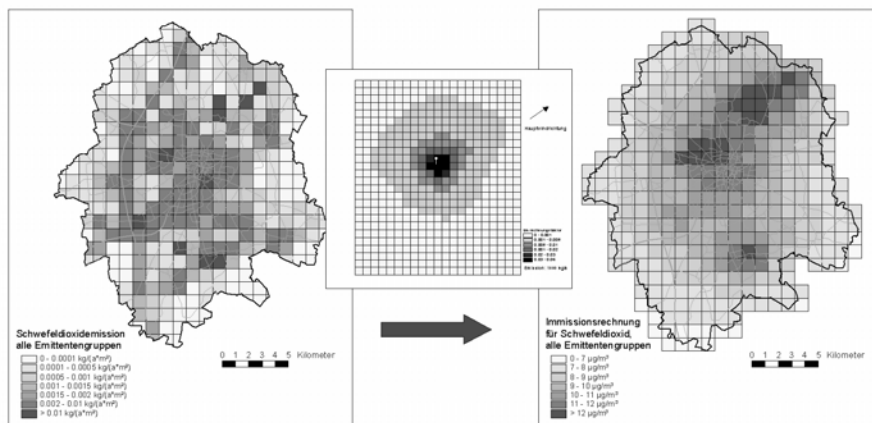 Schwefeldioxidemission
alle Emittentengruppen
0 - 0.0001 kg/(a*m²)
0.0001 - 0.0005 kg/(a*m²)
0.0005 - 0.001 kg/(a*m²)
0.001 - 0.0015 kg/(a*m²)
0.0015 - 0.002 kg/(a*m²)
0.002 - 0.01 kg/(a*m²)
> 0.01 kg/(a*m²)
0 1 2 3 4 5 Kilometer
Hauptwindrichtung
0 - 0.001
Immissionsrechnung
für Schwefeldioxid,
alle Emittentengruppen
0 - 7 µg/m³
7 - 8 µg/m³
8 - 9 µg/m³
9 - 10 µg/m³
10 - 11 µg/m³
11 - 12 µg/m³
> 12 µg/m³
0 1 2 3 4 5 Kilometer